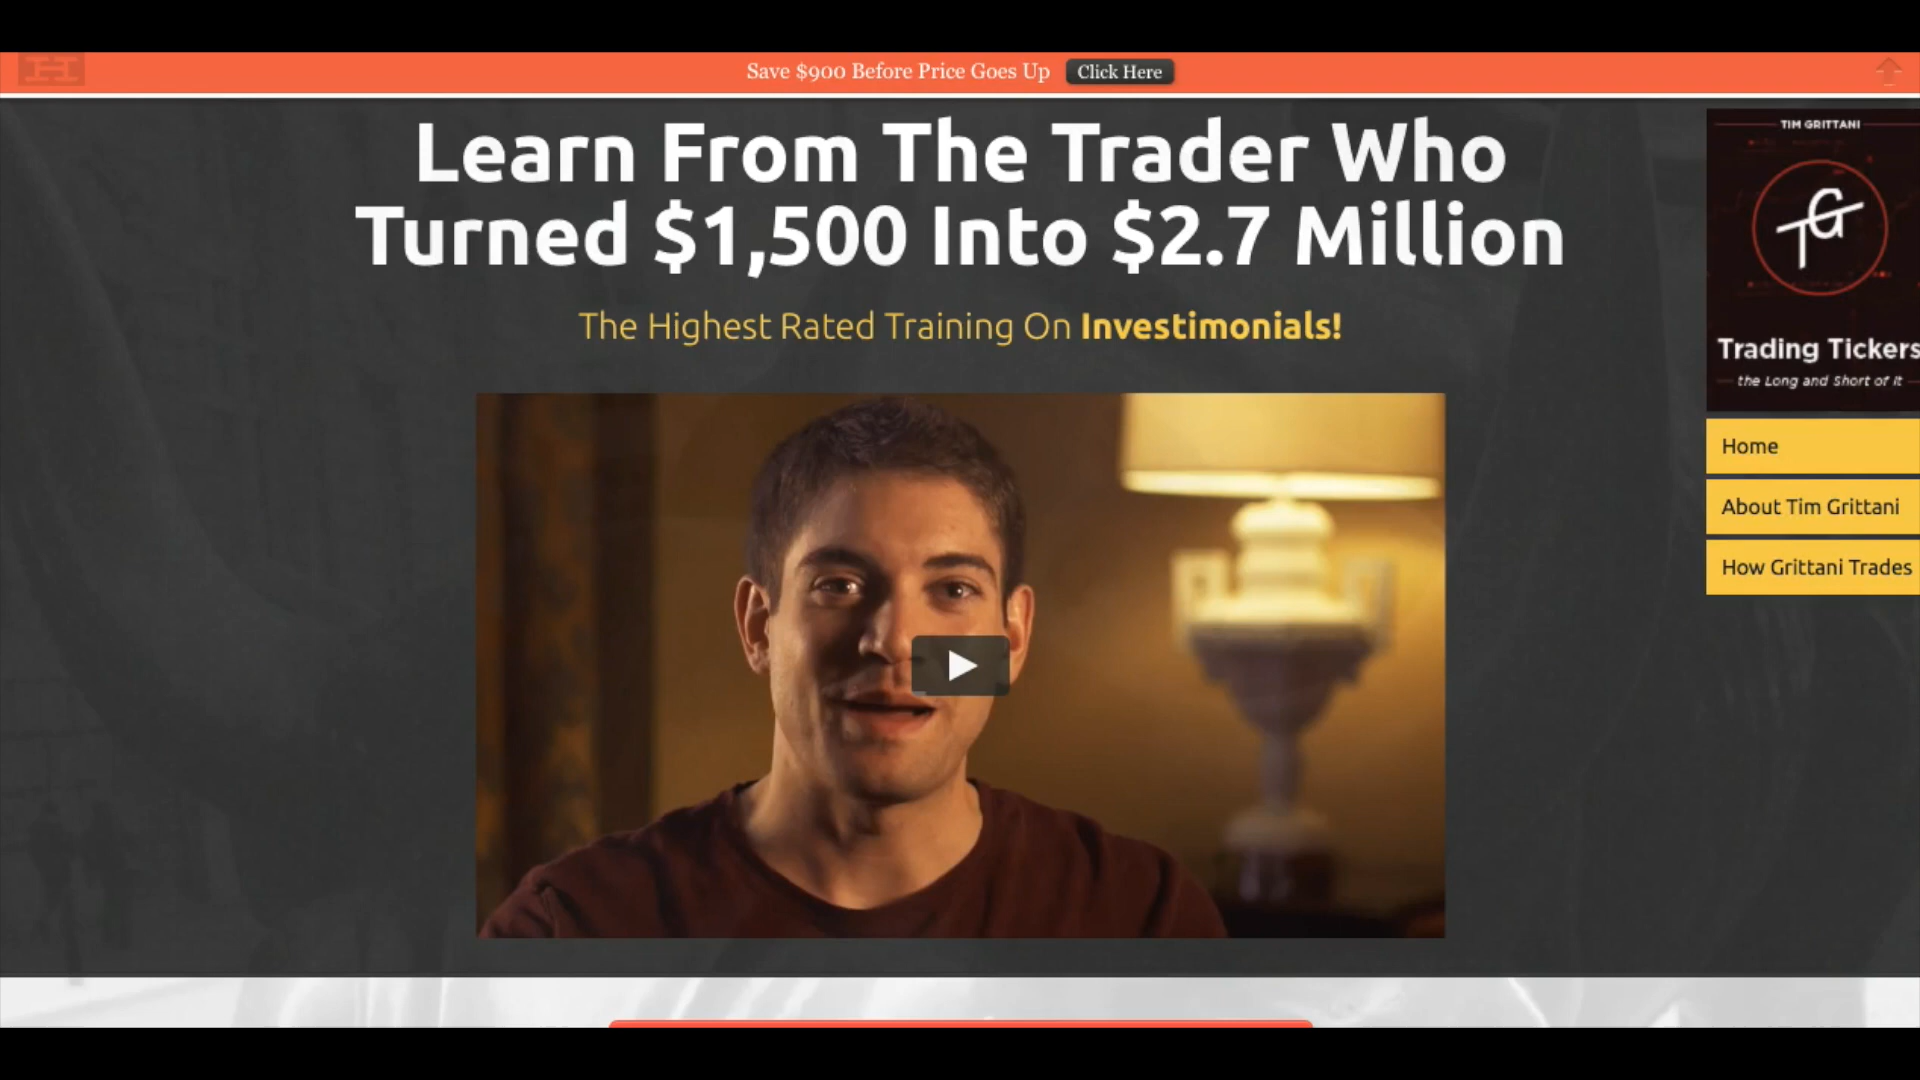 Save $900 Before Price Goes Up Click Here
Learn From The Trader Who
Turned $1,500 Into $2.7 Million
The Highest Rated Training On Investimonials!
TIM GRITTANI
TG
Trading Tickers
the Long and Short of it
Home
About Tim Grittani
How Grittani Trades